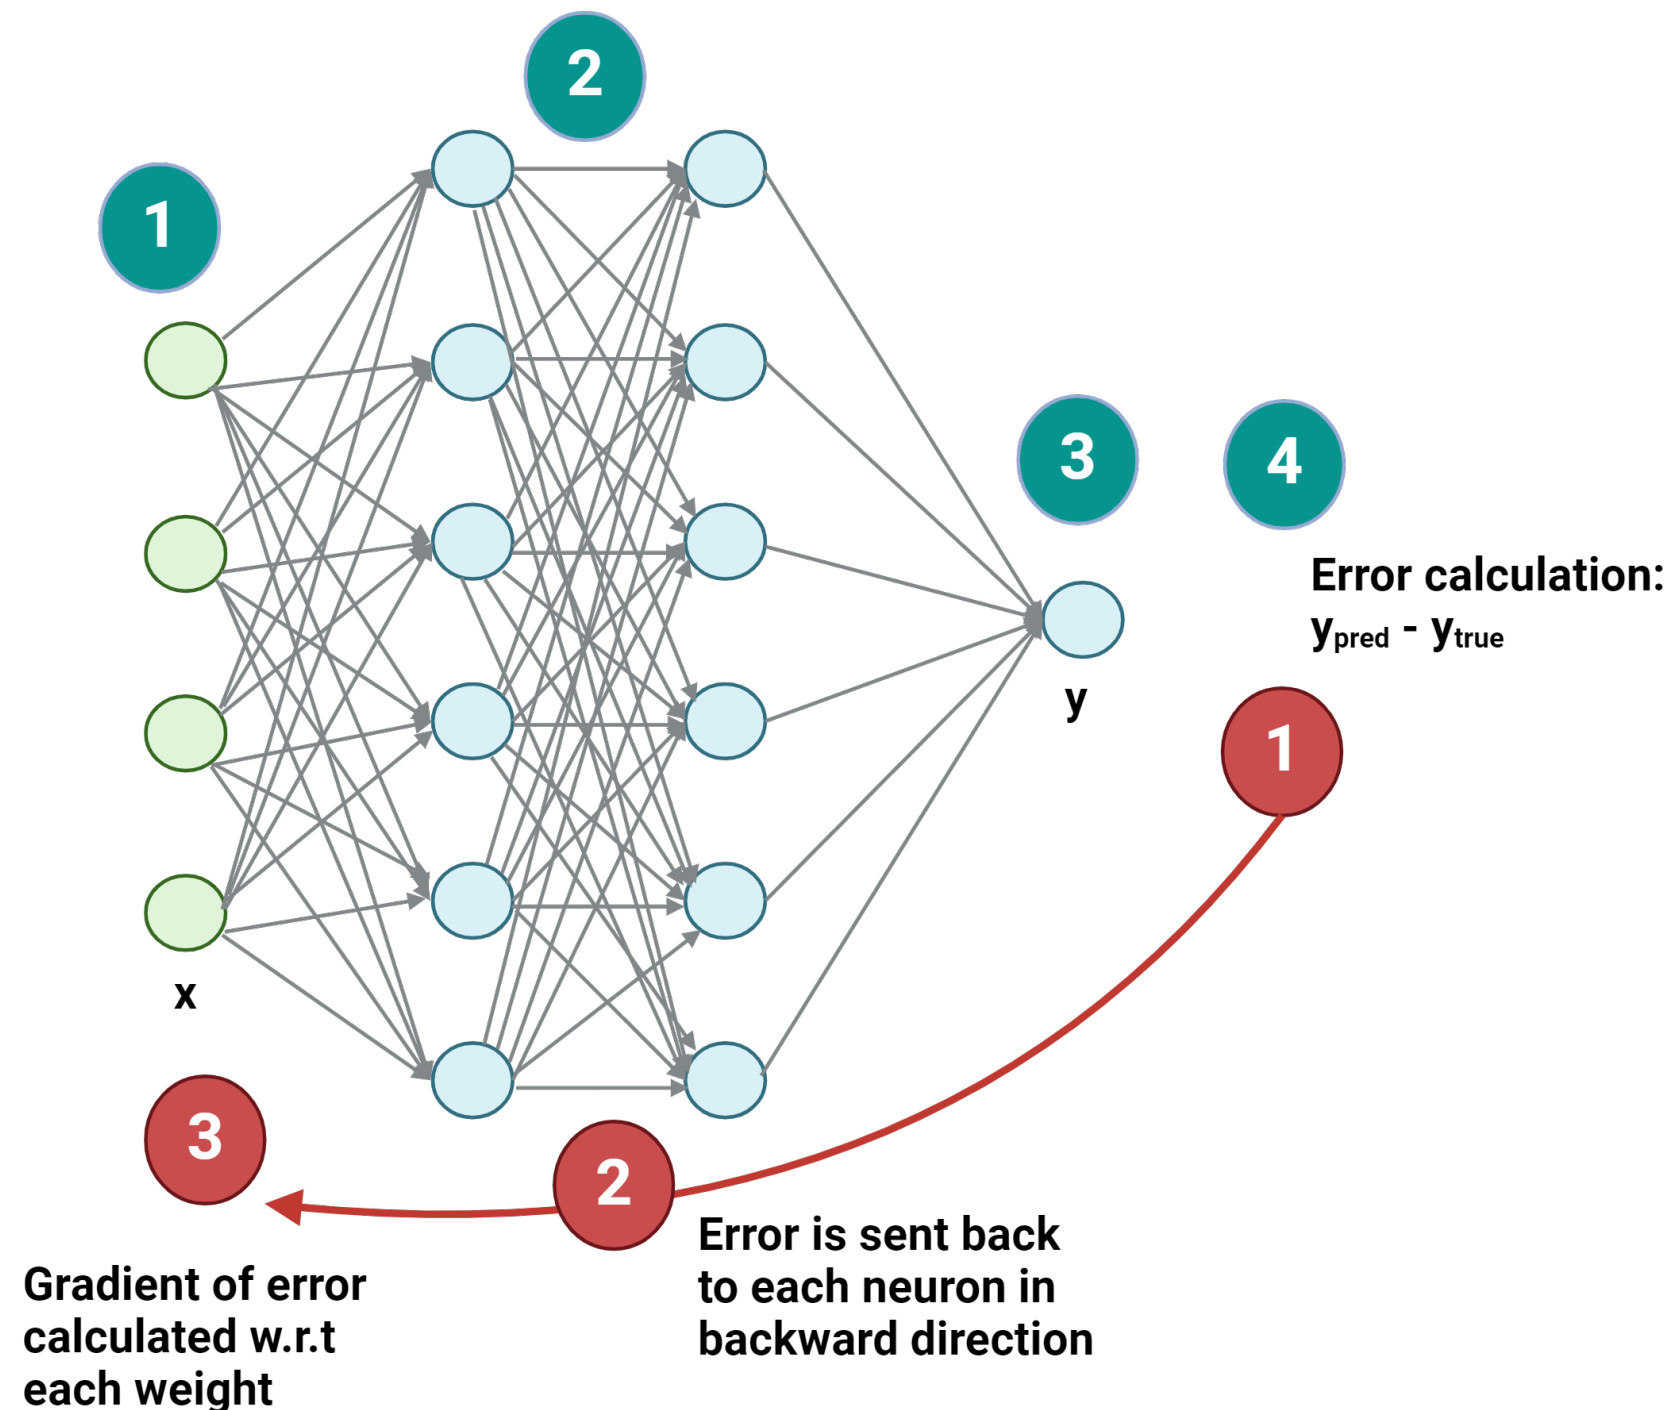 2
1
3
4
Error calculation:
ypred - ytrue
y
1
x
3
2
Error is sent back
to each neuron in
backward direction
Gradient of error
calculated w.r.t
each weight